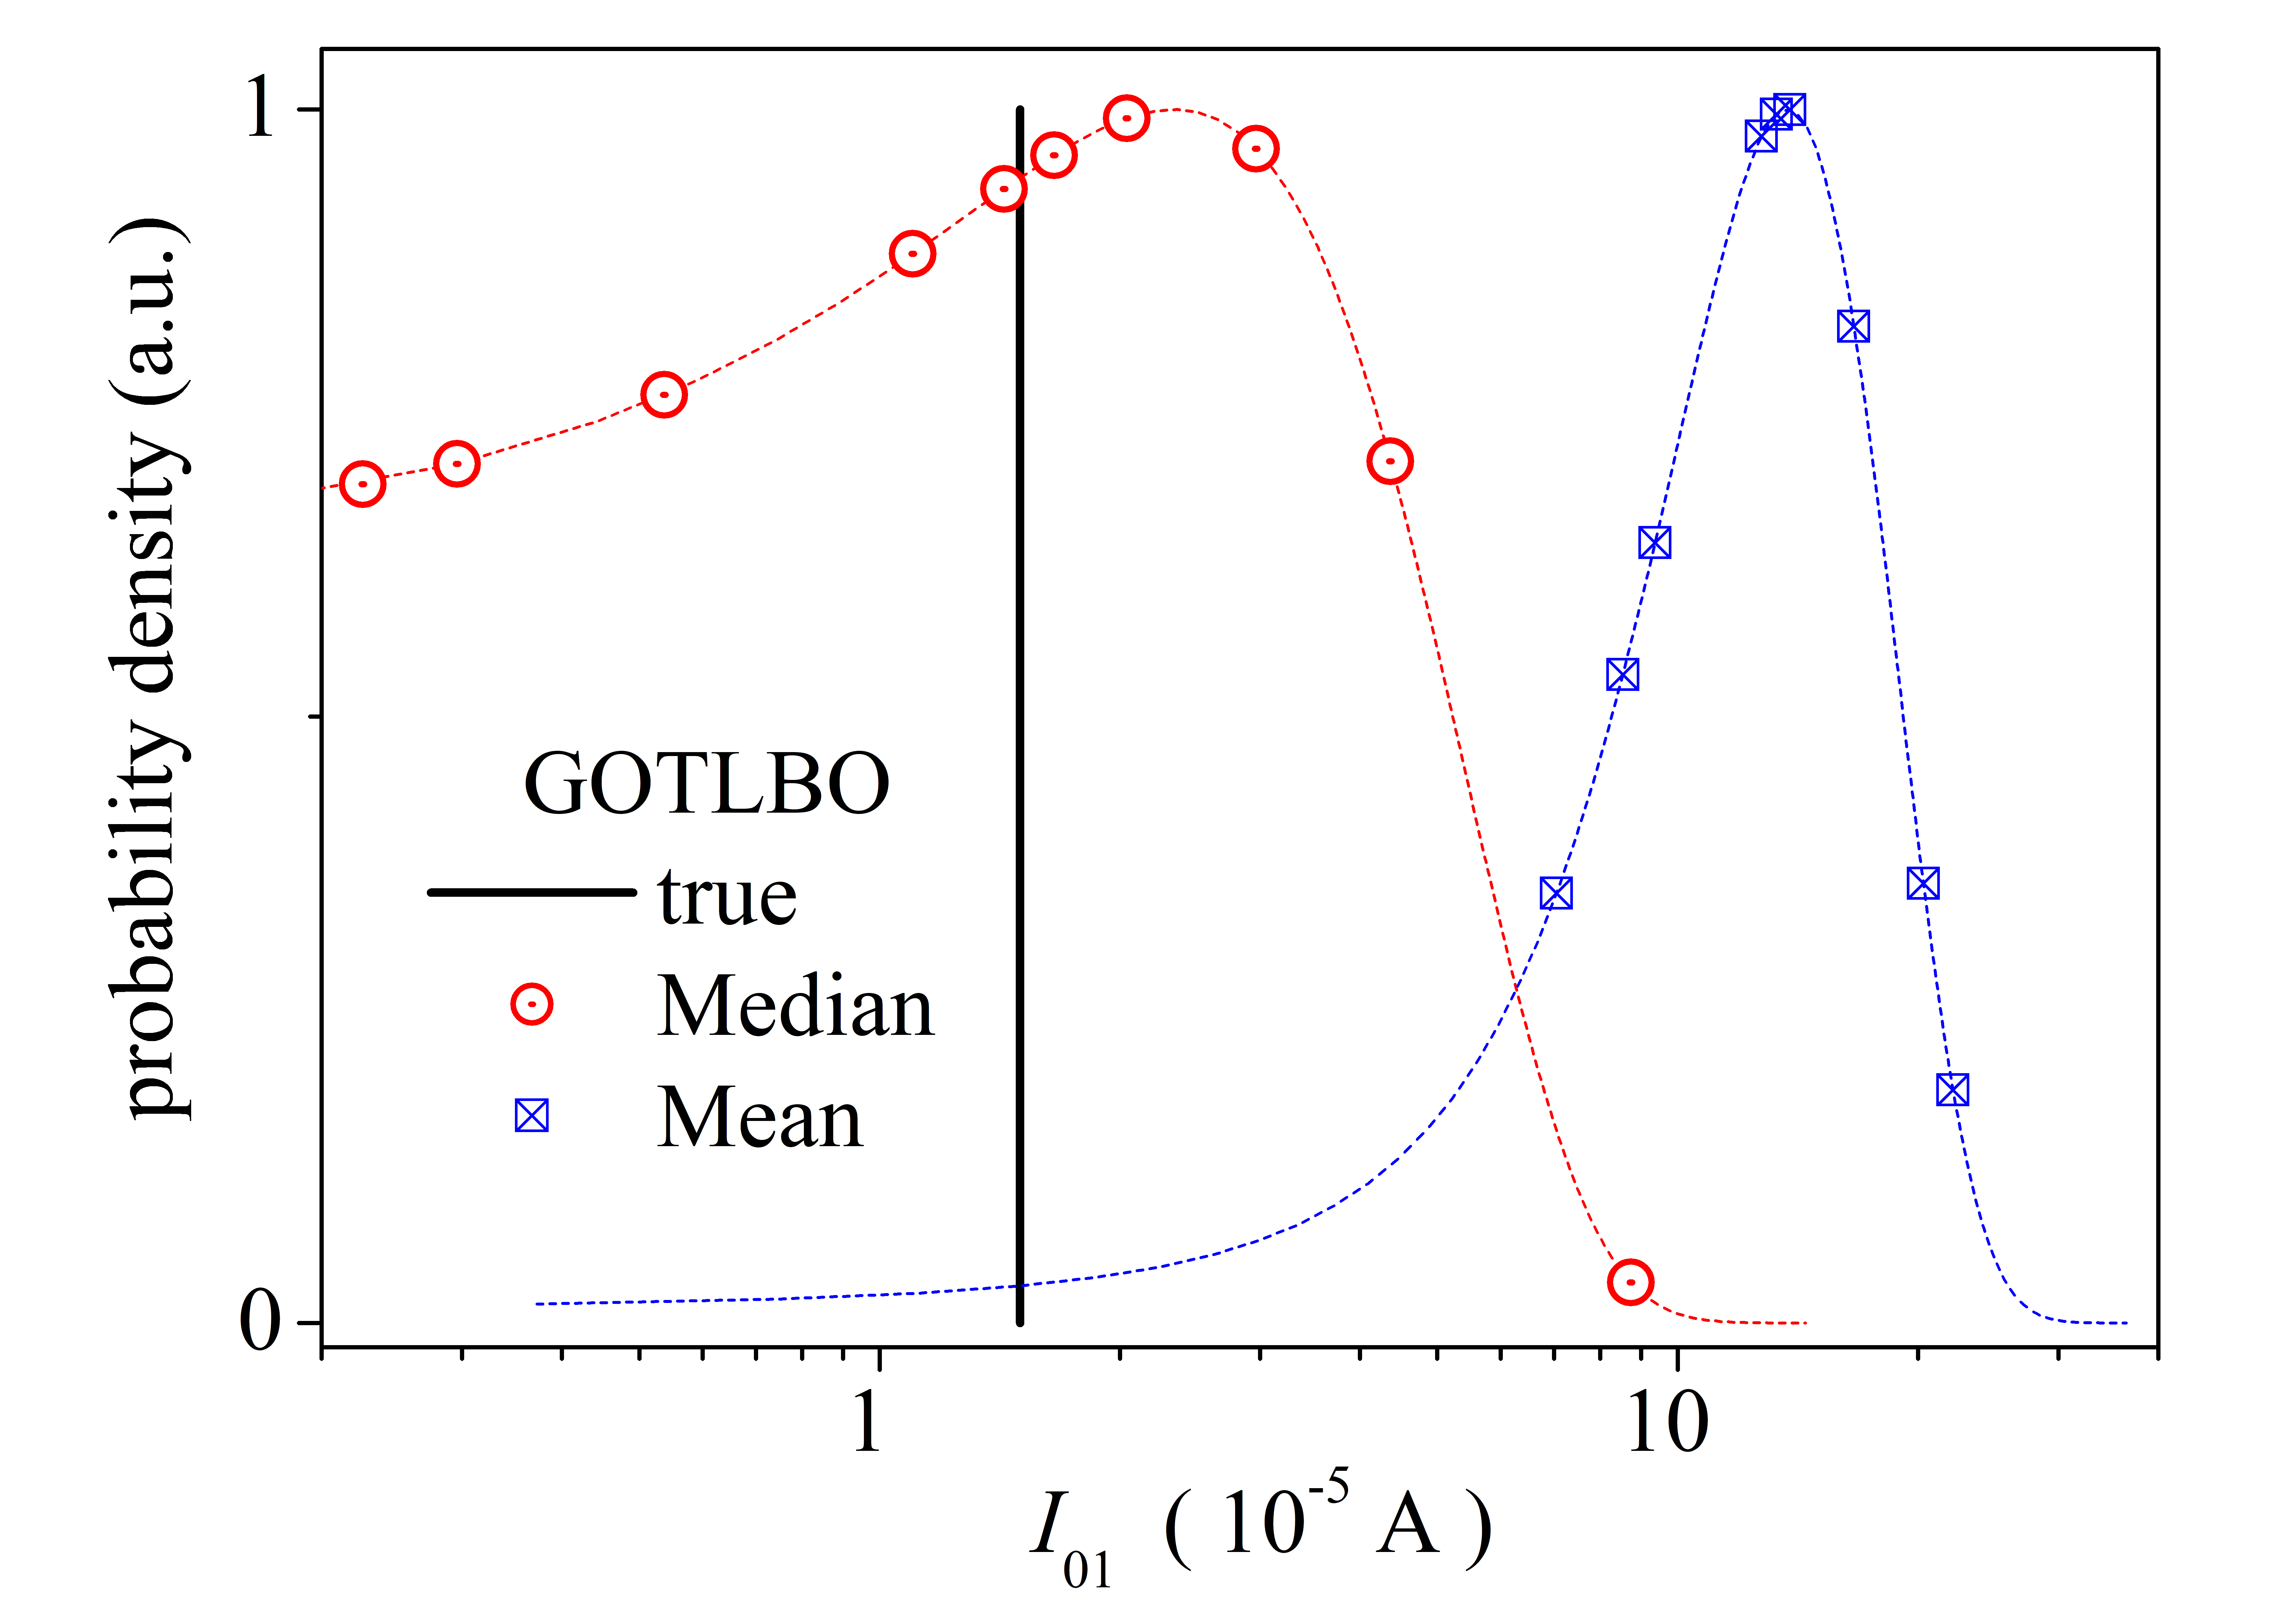 1
probability density (a.u.)
GOTLBO
true
Median
Mean
0
1 10
I01 ( 10-5 A )